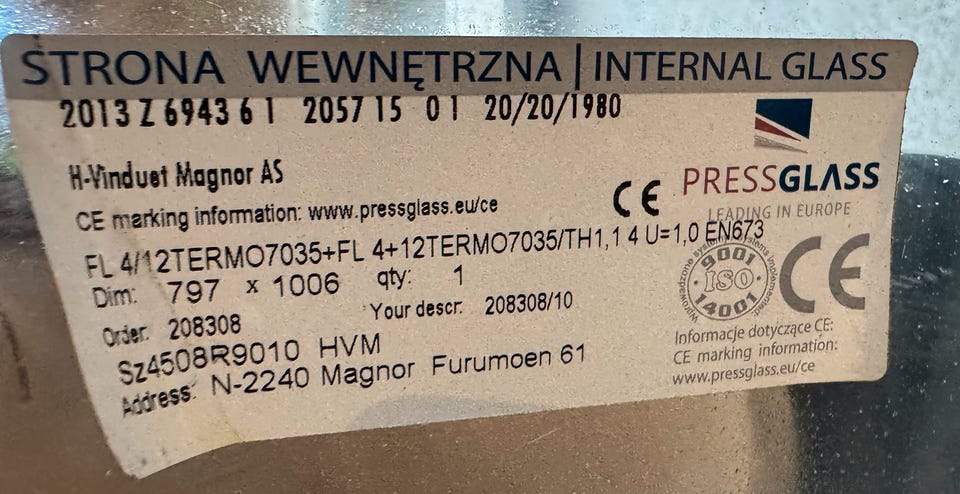 STRONA WEWNĘTRZNA | INTERNAL GLASS
2013 Z 6943 6 1 2057 15 0 1 20/20/1980
H-Vinduet Magnor AS
CE
PRESSGLASS
LEADING IN EUROPE
CE marking information: www.pressglass.eu/ce
FL 4/12TERMO7035+FL 4+12TERMO7035/TH1,1 4 U=1,0 EN673
Dim: 797 x 1006 qty: 1
Order: 208308 Your descr. 208308/10
Sz4508R9010 HVM
Address: N-2240 Magnor Furumoen 61
9001
ISO
14001
CE
Informacje dotyczące CE:
CE marking information:
www.pressglass.eu/ce